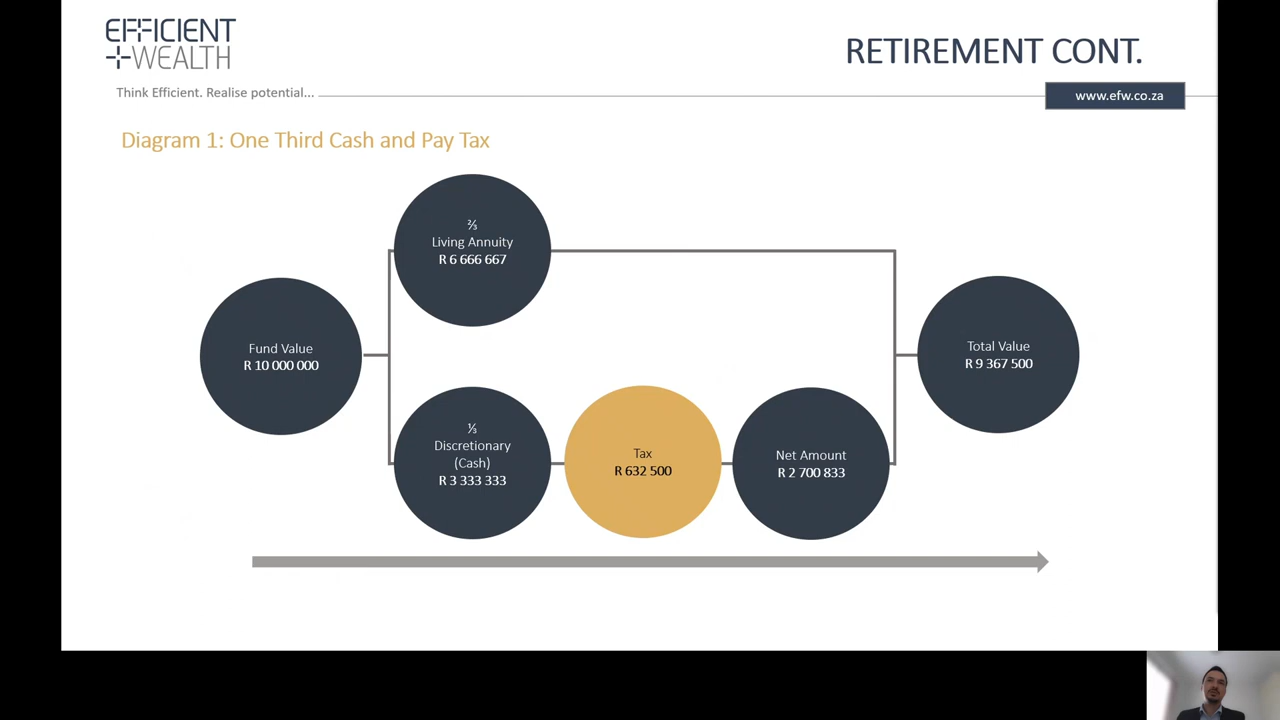 EFFICIENT
WEALTH
RETIREMENT CONT.
Think Efficient. Realise potential...
www.efw.co.za
Diagram 1: One Third Cash and Pay Tax
⅔
Living Annuity
R 6 666 667
Fund Value
R 10 000 000
Total Value
R 9 367 500
⅓
Discretionary
(Cash)
R 3 333 333
Tax
R 632 500
Net Amount
R 2 700 833